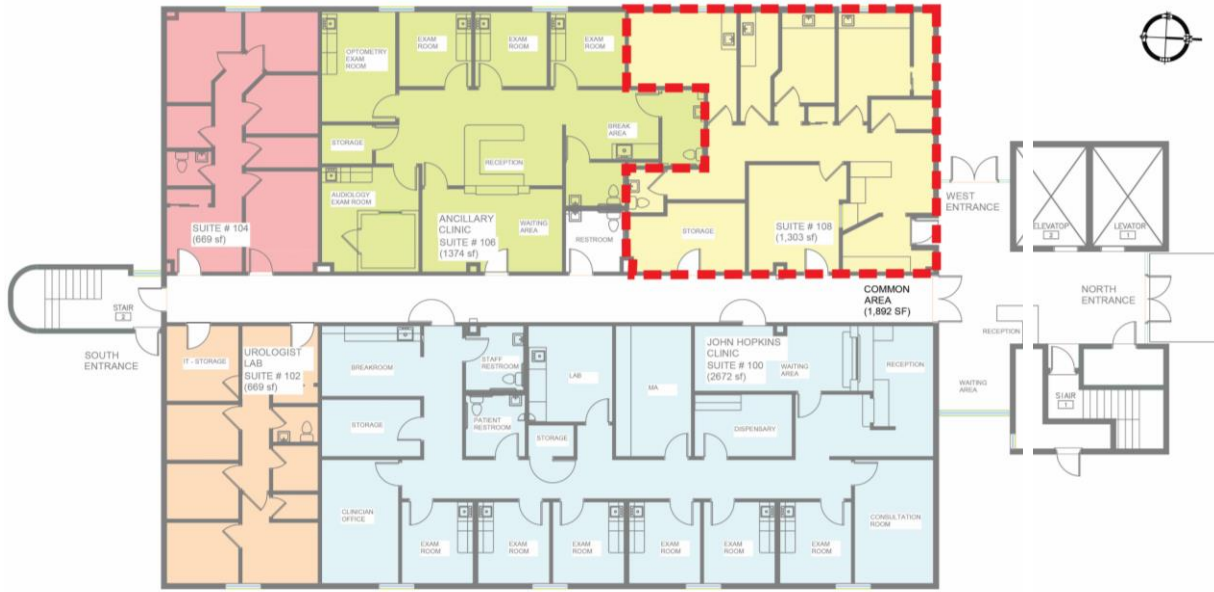 OPTOMETRY
EXAM
ROOM
EXAM
ROOM
EXAM
ROOM
EXAM
ROOM
STORAGE
BREAK
AREA
RECEPTION
AUDIOLOGY
EXAM ROOM
SUITE # 104
(669 sf)
ANCILLARY
CLINIC
SUITE # 106
(1374 sf)
WAITING
AREA
RESTROOM
STORAGE
SUITE # 108
(1,303 sf)
WEST
ENTRANCE
ELEVATOR
2
ELEVATOR
1
STAIR
2
SOUTH
ENTRANCE
COMMON
AREA
(1,892 SF)
NORTH
ENTRANCE
RECEPTION
WAITING
AREA
STAIR
1
IT - STORAGE
UROLOGIST
LAB
SUITE # 102
(669 sf)
BREAKROOM
STAFF
RESTROOM
LAB
MA
JOHN HOPKINS
CLINIC
SUITE # 100
(2672 sf)
WAITING
AREA
RECEPTION
STORAGE
PATIENT
RESTROOM
STORAGE
DISPENSARY
CLINICIAN
OFFICE
EXAM
ROOM
EXAM
ROOM
EXAM
ROOM
EXAM
ROOM
EXAM
ROOM
EXAM
ROOM
CONSULTATION
ROOM